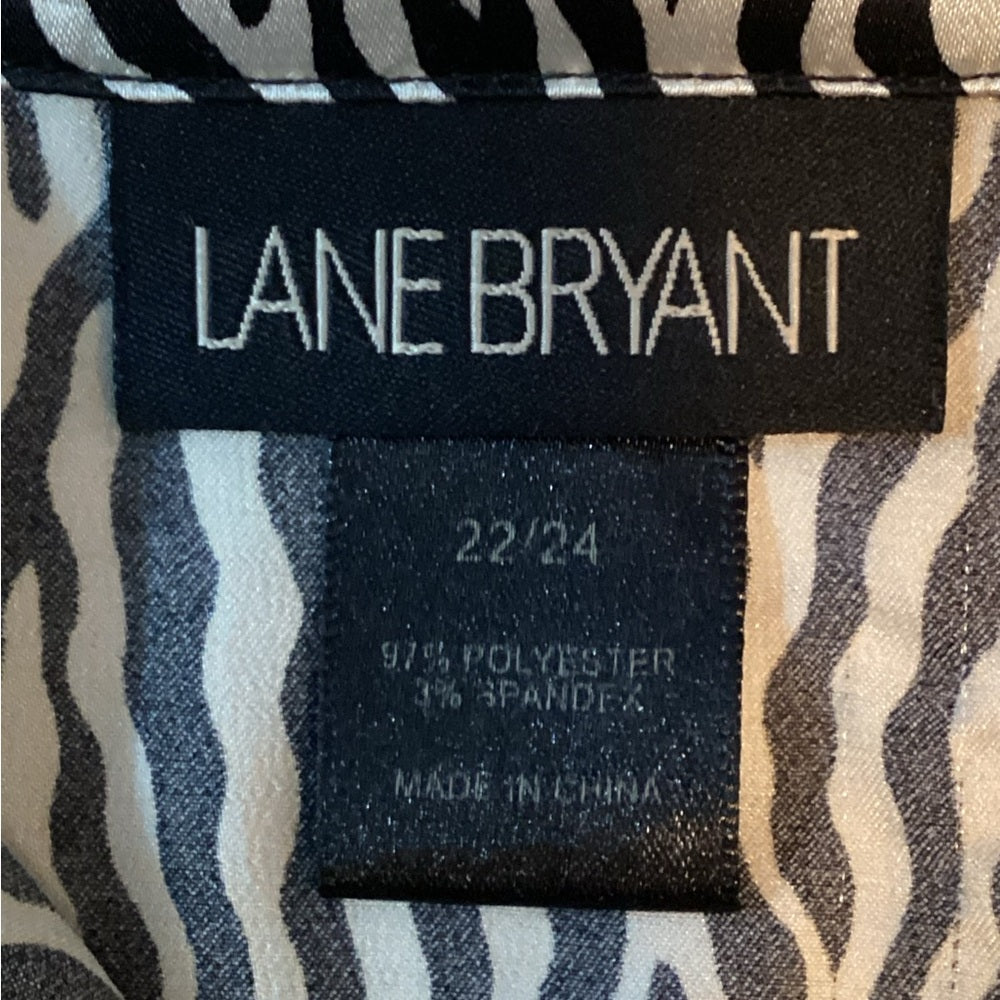 LANE BRYANT
22/24
97% POLYESTER
3% SPANDEX
MADE IN CHINA